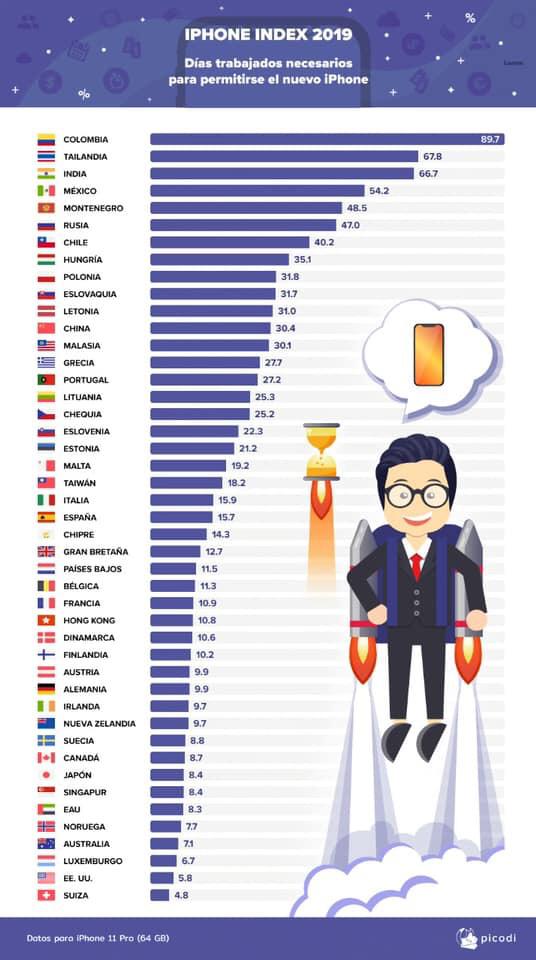 IPHONE INDEX 2019
Días trabajados necesarios
para permitirse el nuevo iPhone
%
%
COLOMBIA 89.7
TAILANDIA 67.8
INDIA 66.7
MÉXICO 54.2
MONTENEGRO 48.5
RUSIA 47.0
CHILE 40.2
HUNGRÍA 35.1
POLONIA 31.8
ESLOVAQUIA 31.7
LETONIA 31.0
CHINA 30.4
MALASIA 30.1
GRECIA 27.7
PORTUGAL 27.2
LITUANIA 25.3
CHEQUIA 25.2
ESLOVENIA 22.3
ESTONIA 21.2
MALTA 19.2
TAIWÁN 18.2
ITALIA 15.9
ESPAÑA 15.7
CHIPRE 14.3
GRAN BRETAÑA 12.7
PAÍSES BAJOS 11.5
BÉLGICA 11.3
FRANCIA 10.9
HONG KONG 10.8
DINAMARCA 10.6
FINLANDIA 10.2
AUSTRIA 9.9
ALEMANIA 9.9
IRLANDA 9.7
NUEVA ZELANDIA 9.7
SUECIA 8.8
CANADÁ 8.7
JAPÓN 8.4
SINGAPUR 8.4
EAU 8.3
NORUEGA 7.7
AUSTRALIA 7.1
LUXEMBURGO 6.7
EE. UU. 5.8
SUIZA 4.8
Datos para iPhone 11 Pro (64 GB)
picodi